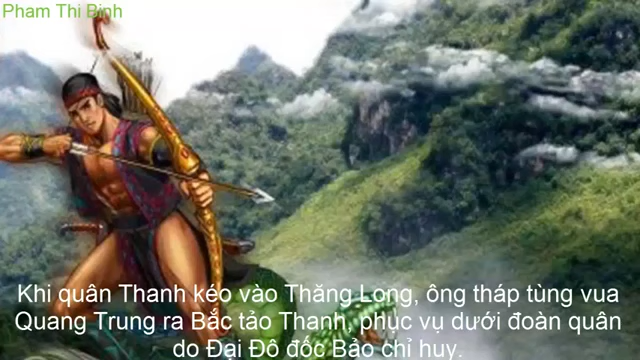 Pham Thi Binh
Khi quân Thanh kéo vào Thăng Long, ông tháp tùng vua
Quang Trung ra Bắc tảo Thanh, phục vụ dưới đoàn quân
do Đại Đô đốc Bảo chỉ huy.